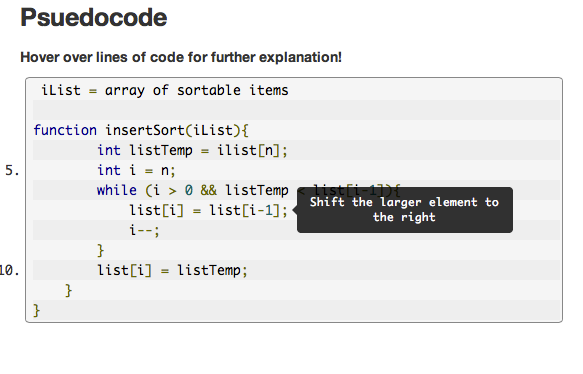 Psuedocode
Hover over lines of code for further explanation!
iList = array of sortable items
function insertSort(iList){
int listTemp = ilist[n];
5. int i = n;
while (i > 0 && listTemp < list[i-1]){
list[i] = list[i-1];
Shift the larger element to
the right
i--;
}
10. list[i] = listTemp;
}
}